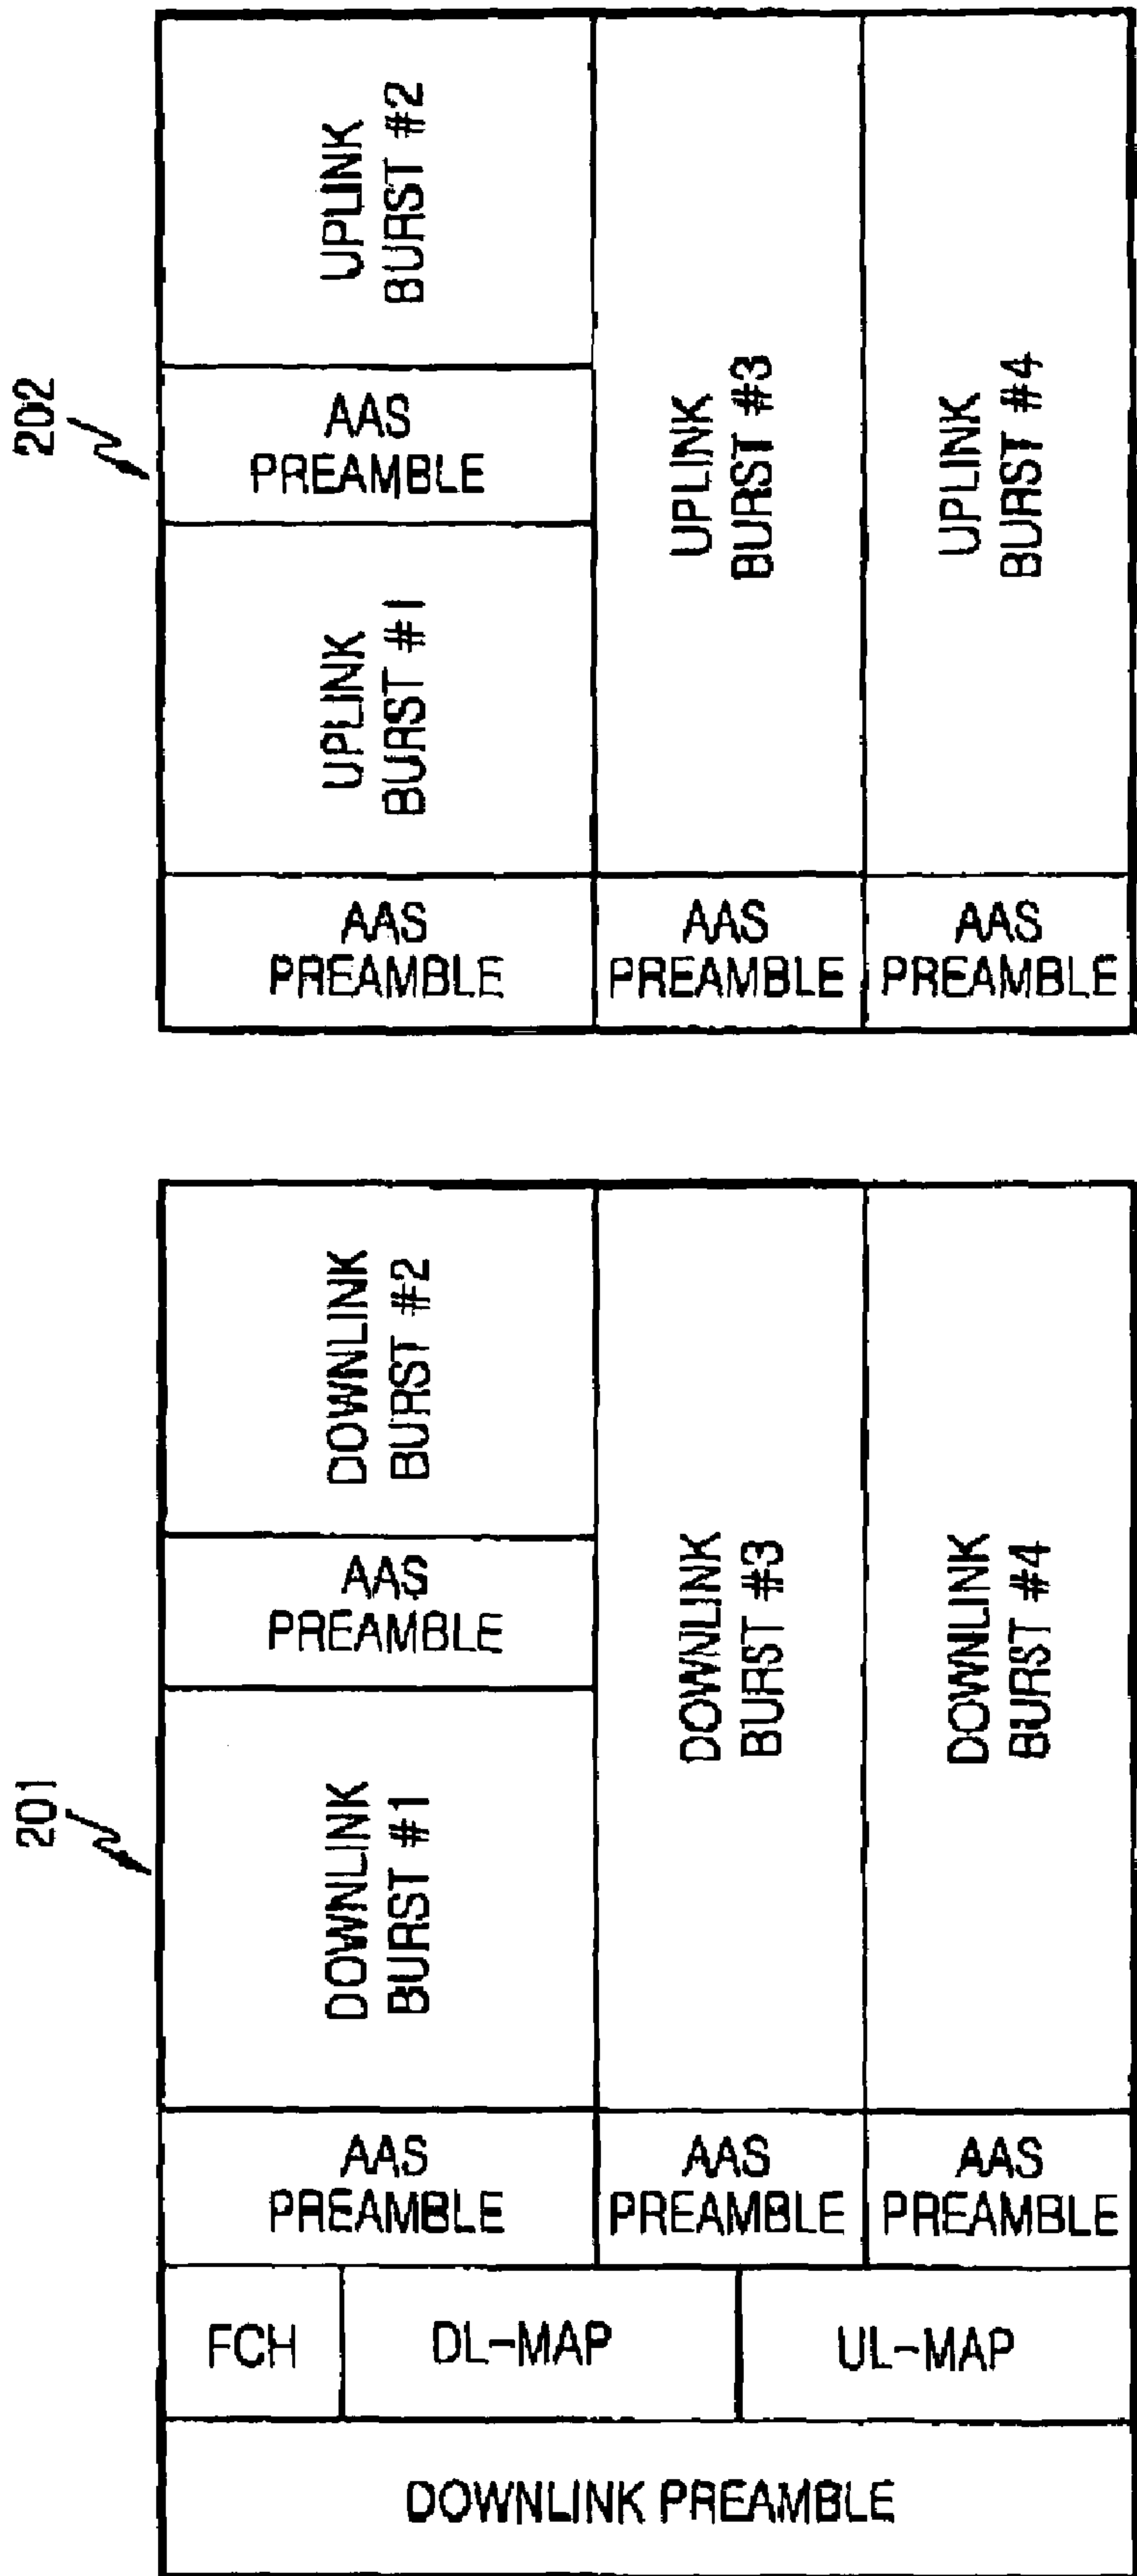 201
DOWNLINK PREAMBLE
FCH
DL-MAP
UL-MAP
AAS
PREAMBLE
DOWNLINK
BURST #1
AAS
PREAMBLE
DOWNLINK
BURST #2
AAS
PREAMBLE
DOWNLINK
BURST #3
AAS
PREAMBLE
DOWNLINK
BURST #4
202
AAS
PREAMBLE
UPLINK
BURST #1
AAS
PREAMBLE
UPLINK
BURST #2
AAS
PREAMBLE
UPLINK
BURST #3
AAS
PREAMBLE
UPLINK
BURST #4